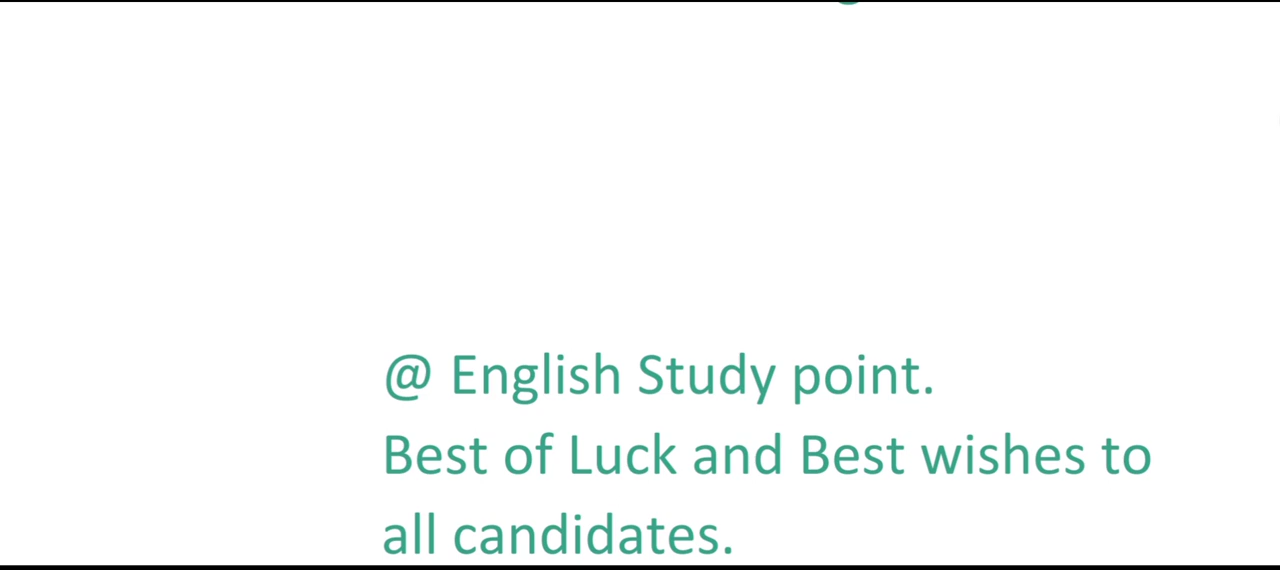 @ English Study point.
Best of Luck and Best wishes to
all candidates.